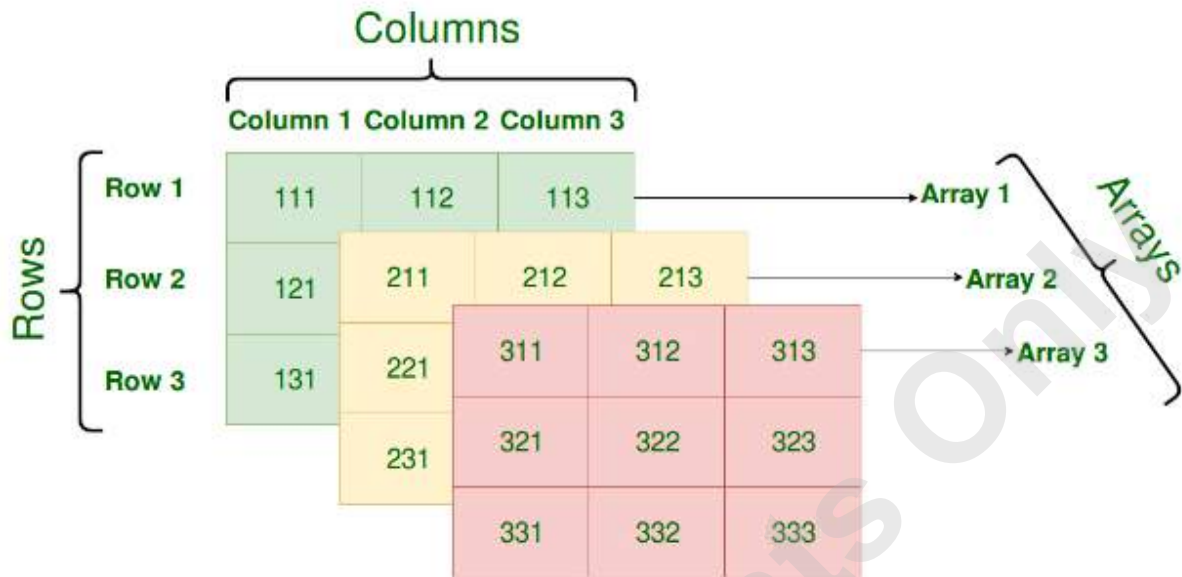 Columns
Column 1 Column 2 Column 3
Rows
Row 1 111 112 113 Array 1
Arrays
Row 2 121 211 212 213 Array 2
311 312 313 Array 3
Row 3 131 221
321 322 323
231
331 332 333
ts Only